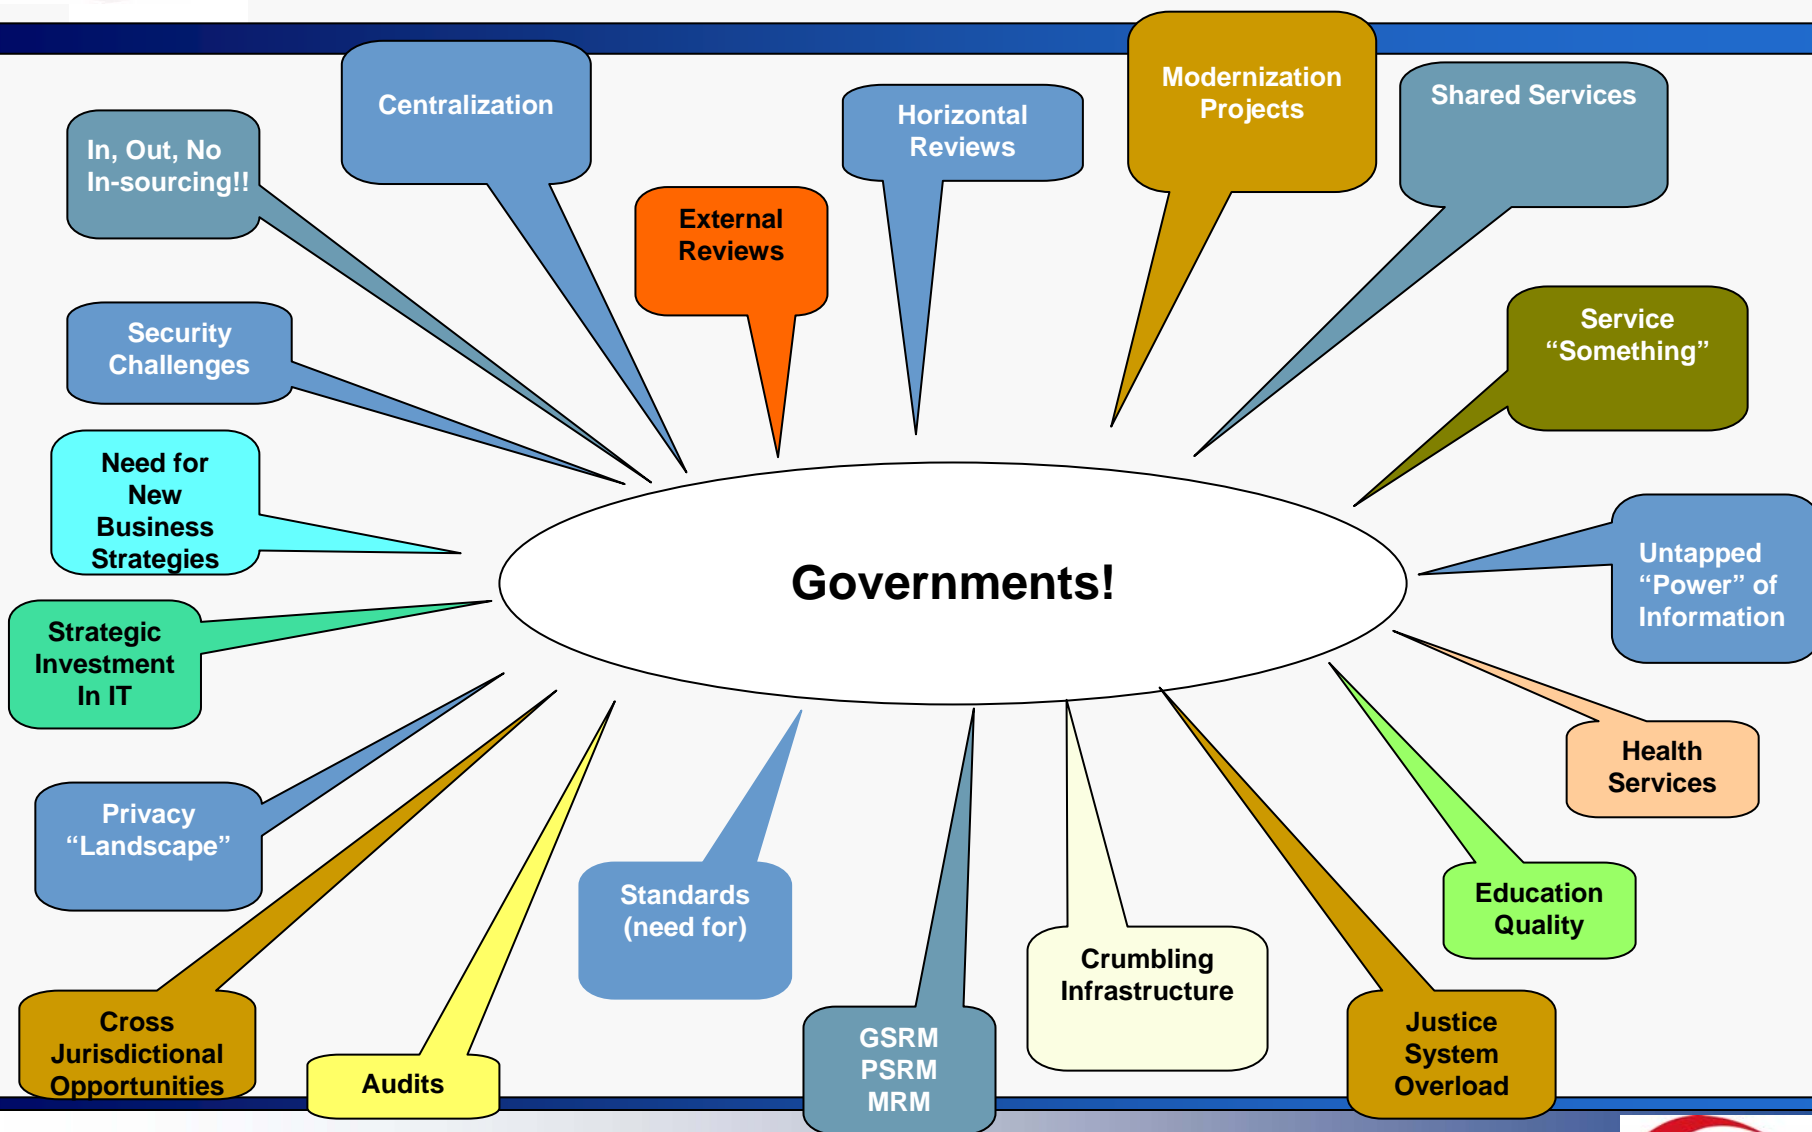 Centralization
Modernization
Projects
Shared Services
Horizontal
Reviews
In, Out, No
In-sourcing!!
External
Reviews
Security
Challenges
Service
“Something”
Need for
New
Business
Strategies
Untapped
“Power” of
Information
Governments!
Strategic
Investment
In IT
Health
Services
Privacy
“Landscape”
Standards
(need for)
Education
Quality
Crumbling
Infrastructure
Cross
Jurisdictional
Opportunities
Audits
GSRM
PSRM
MRM
Justice
System
Overload